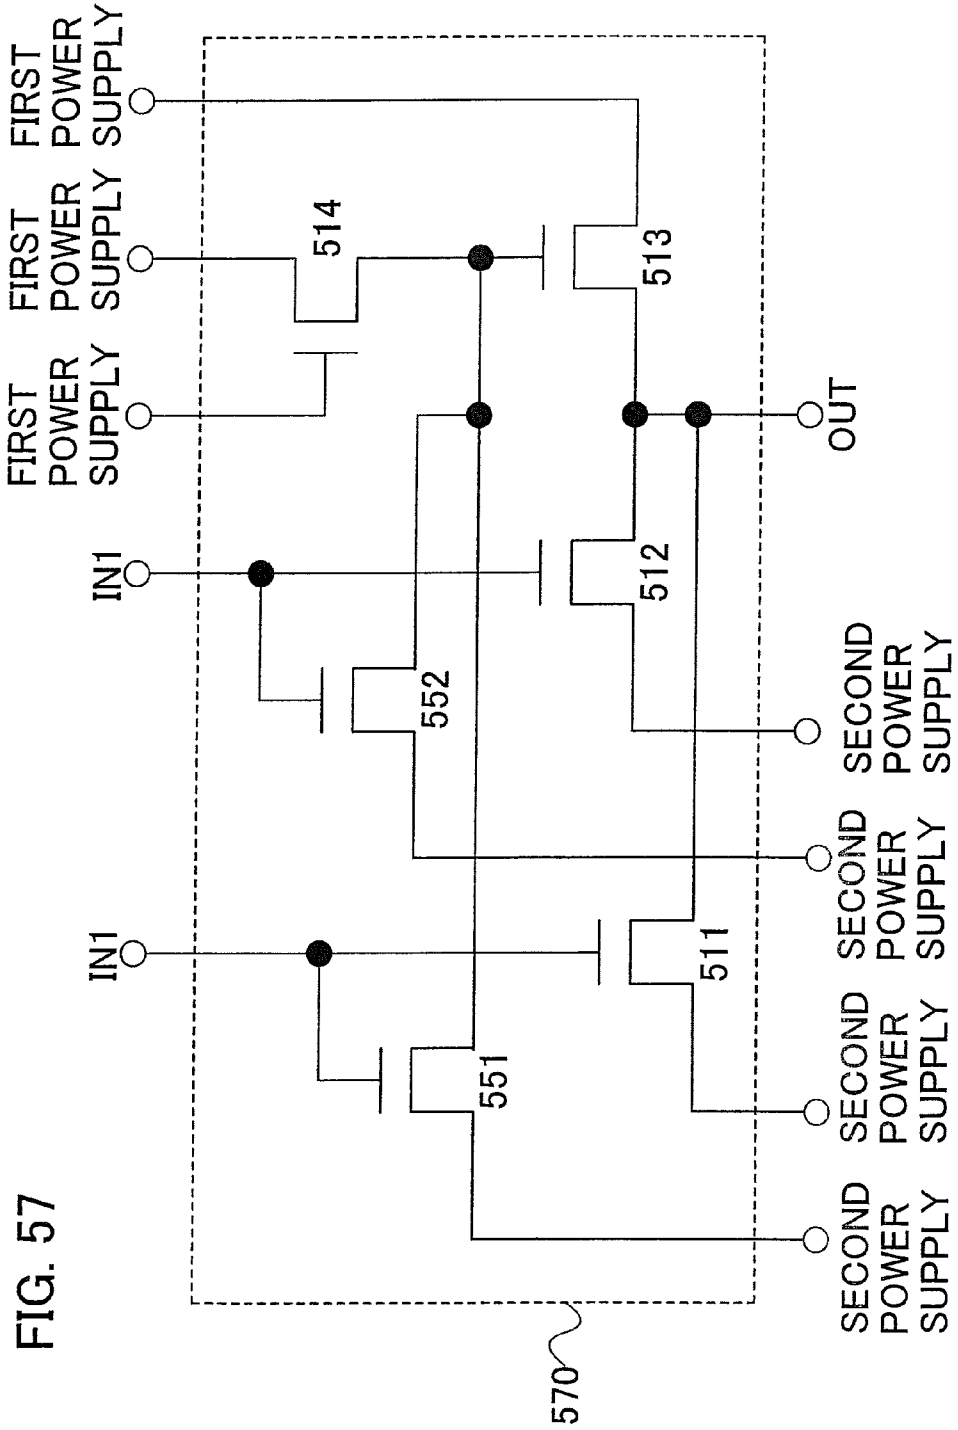 FIG. 57
570
IN1
IN1
FIRST
POWER
SUPPLY
FIRST
POWER
SUPPLY
FIRST
POWER
SUPPLY
551
552
511
512
513
514
SECOND
POWER
SUPPLY
SECOND
POWER
SUPPLY
SECOND
POWER
SUPPLY
SECOND
POWER
SUPPLY
OUT